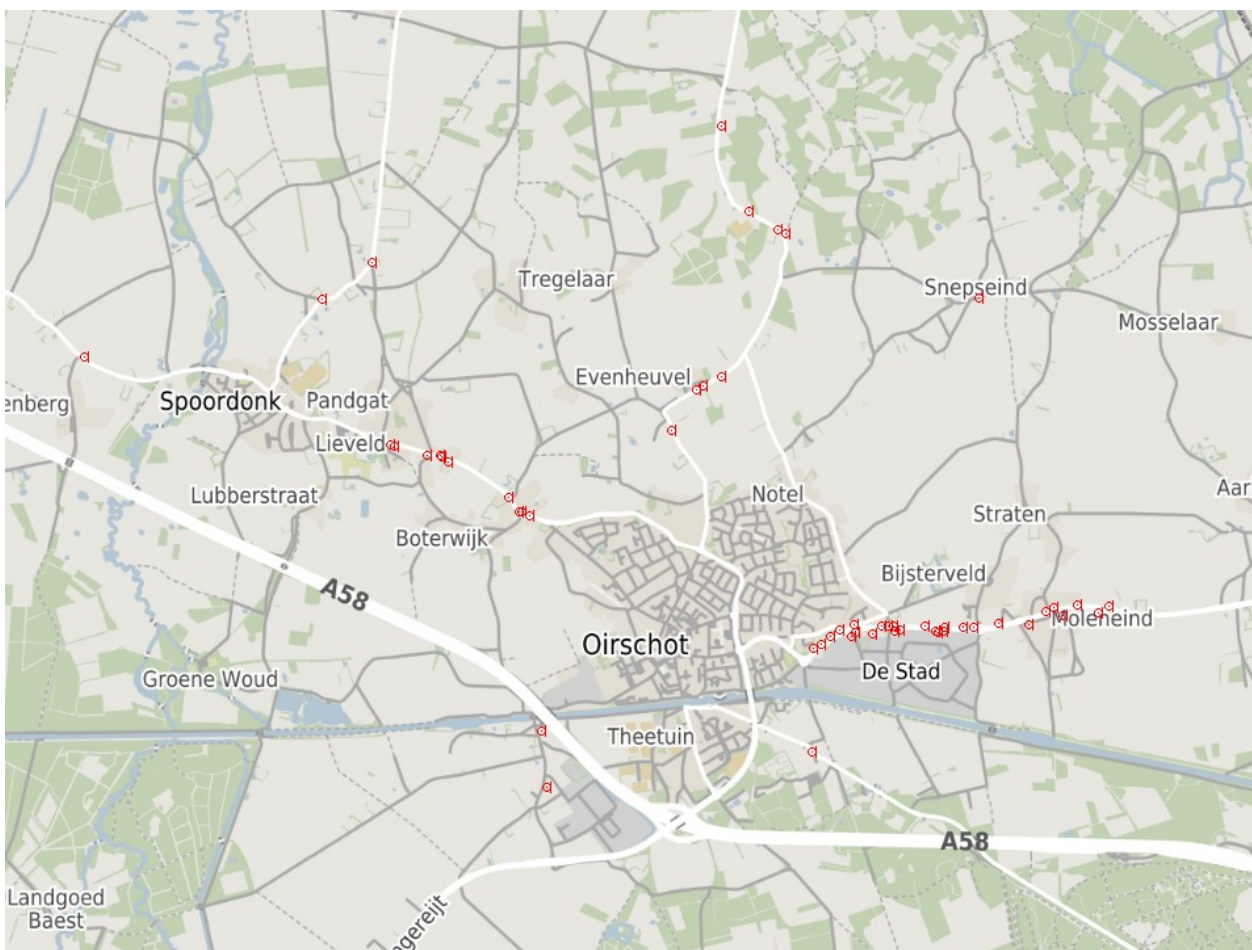 Tregelaar
Snepseind
Mosselaar
Evenheuvel
enberg
Spoordonk
Pandgat
Lieveld
Lubberstraat
Notel
Aar
Straten
Boterwijk
Bijsterveld
A58
Moleneind
Oirschot
De Stad
Groene Woud
Theetuin
A58
Landgoed
Baest
gereijt